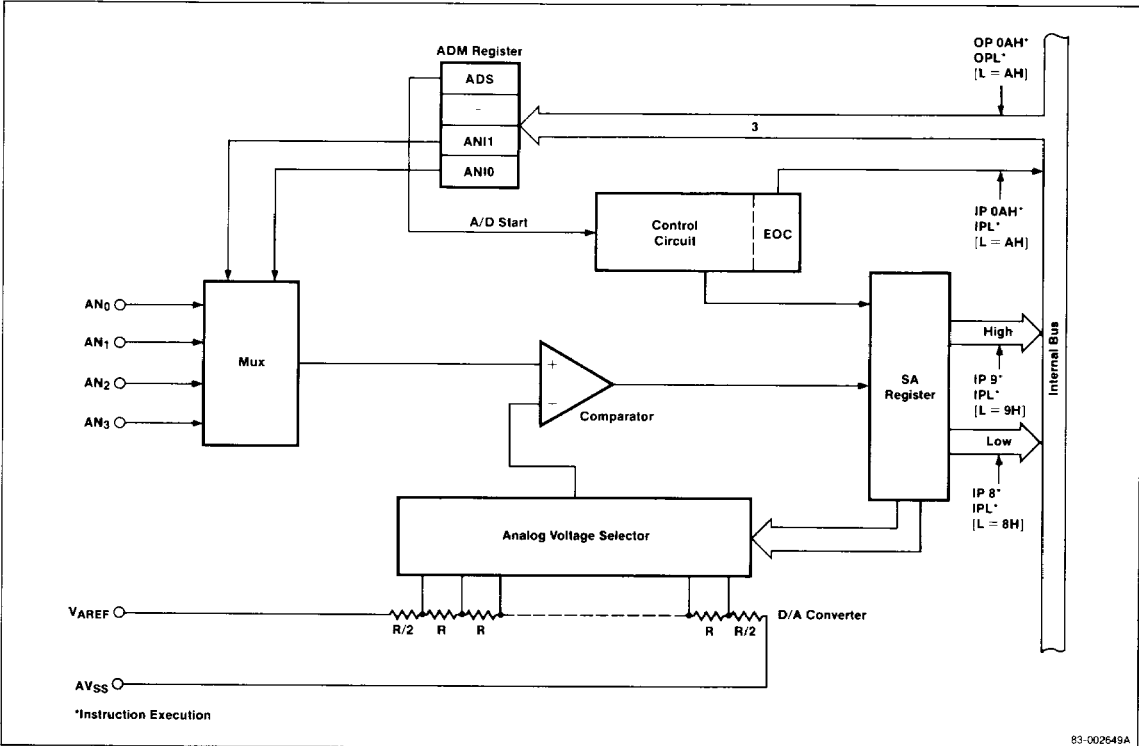 ADM Register
ADS
-
ANI1
ANI0
OP 0AH*
OPL*
[L = AH]
3
A/D Start
Control
Circuit
EOC
IP 0AH*
IPL*
[L = AH]
AN0
AN1
AN2
AN3
Mux
+
−
Comparator
SA
Register
High
IP 9*
IPL*
[L = 9H]
Low
IP 8*
IPL*
[L = 8H]
Internal Bus
Analog Voltage Selector
VAREF
R/2
R
R
R
R/2
D/A Converter
AVSS
*Instruction Execution
83-002649A